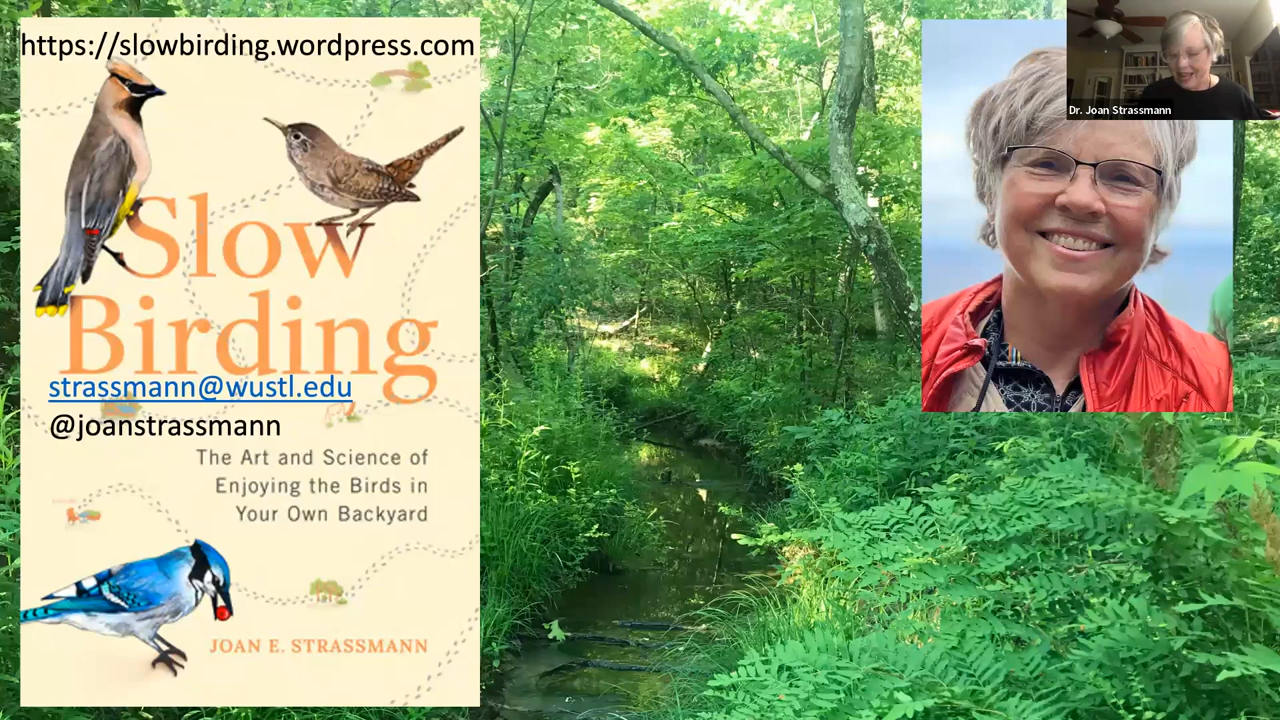 https://slowbirding.wordpress.com
Slow
Birding
strassmann@wustl.edu
@joanstrassmann
The Art and Science of
Enjoying the Birds in
Your Own Backyard
JOAN E. STRASSMANN
Dr. Joan Strassmann